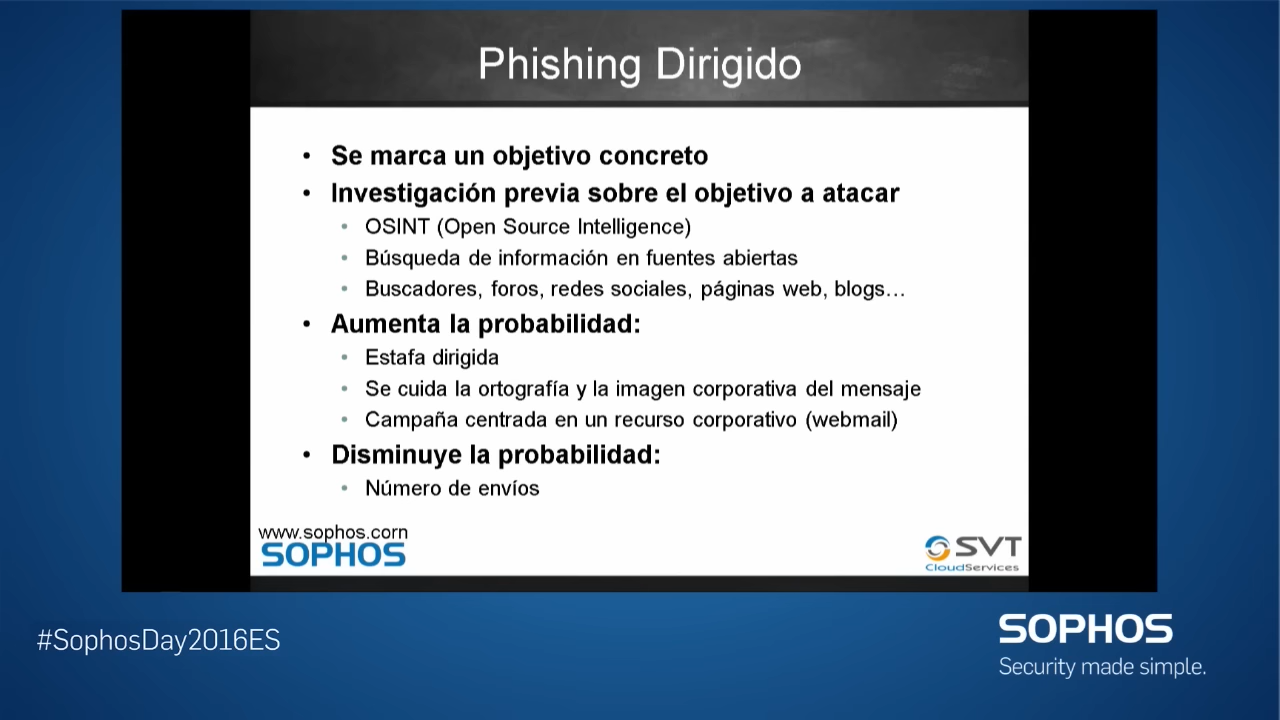 Phishing Dirigido
• Se marca un objetivo concreto
• Investigación previa sobre el objetivo a atacar
• OSINT (Open Source Intelligence)
• Búsqueda de información en fuentes abiertas
• Buscadores, foros, redes sociales, páginas web, blogs…
• Aumenta la probabilidad:
• Estafa dirigida
• Se cuida la ortografía y la imagen corporativa del mensaje
• Campaña centrada en un recurso corporativo (webmail)
• Disminuye la probabilidad:
• Número de envíos
www.sophos.corn
SOPHOS
SVT
CloudServices
#SophosDay2016ES
SOPHOS
Security made simple.